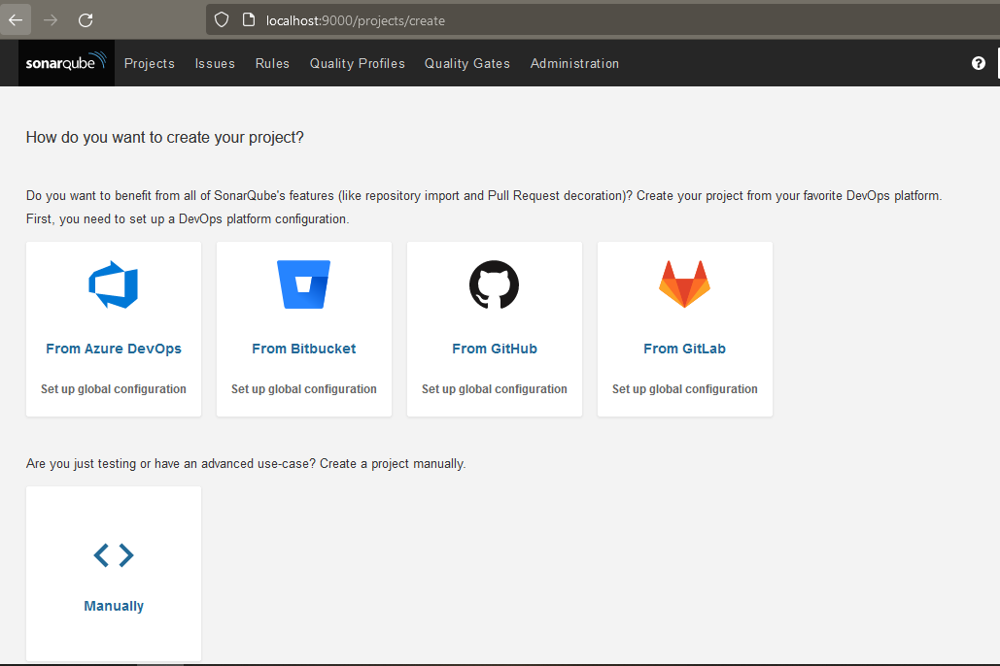 localhost:9000/projects/create
sonarqube Projects Issues Rules Quality Profiles Quality Gates Administration ?
How do you want to create your project?
Do you want to benefit from all of SonarQube's features (like repository import and Pull Request decoration)? Create your project from your favorite DevOps platform.
First, you need to set up a DevOps platform configuration.
From Azure DevOps From Bitbucket From GitHub From GitLab
Set up global configuration Set up global configuration Set up global configuration Set up global configuration
Are you just testing or have an advanced use-case? Create a project manually.
Manually